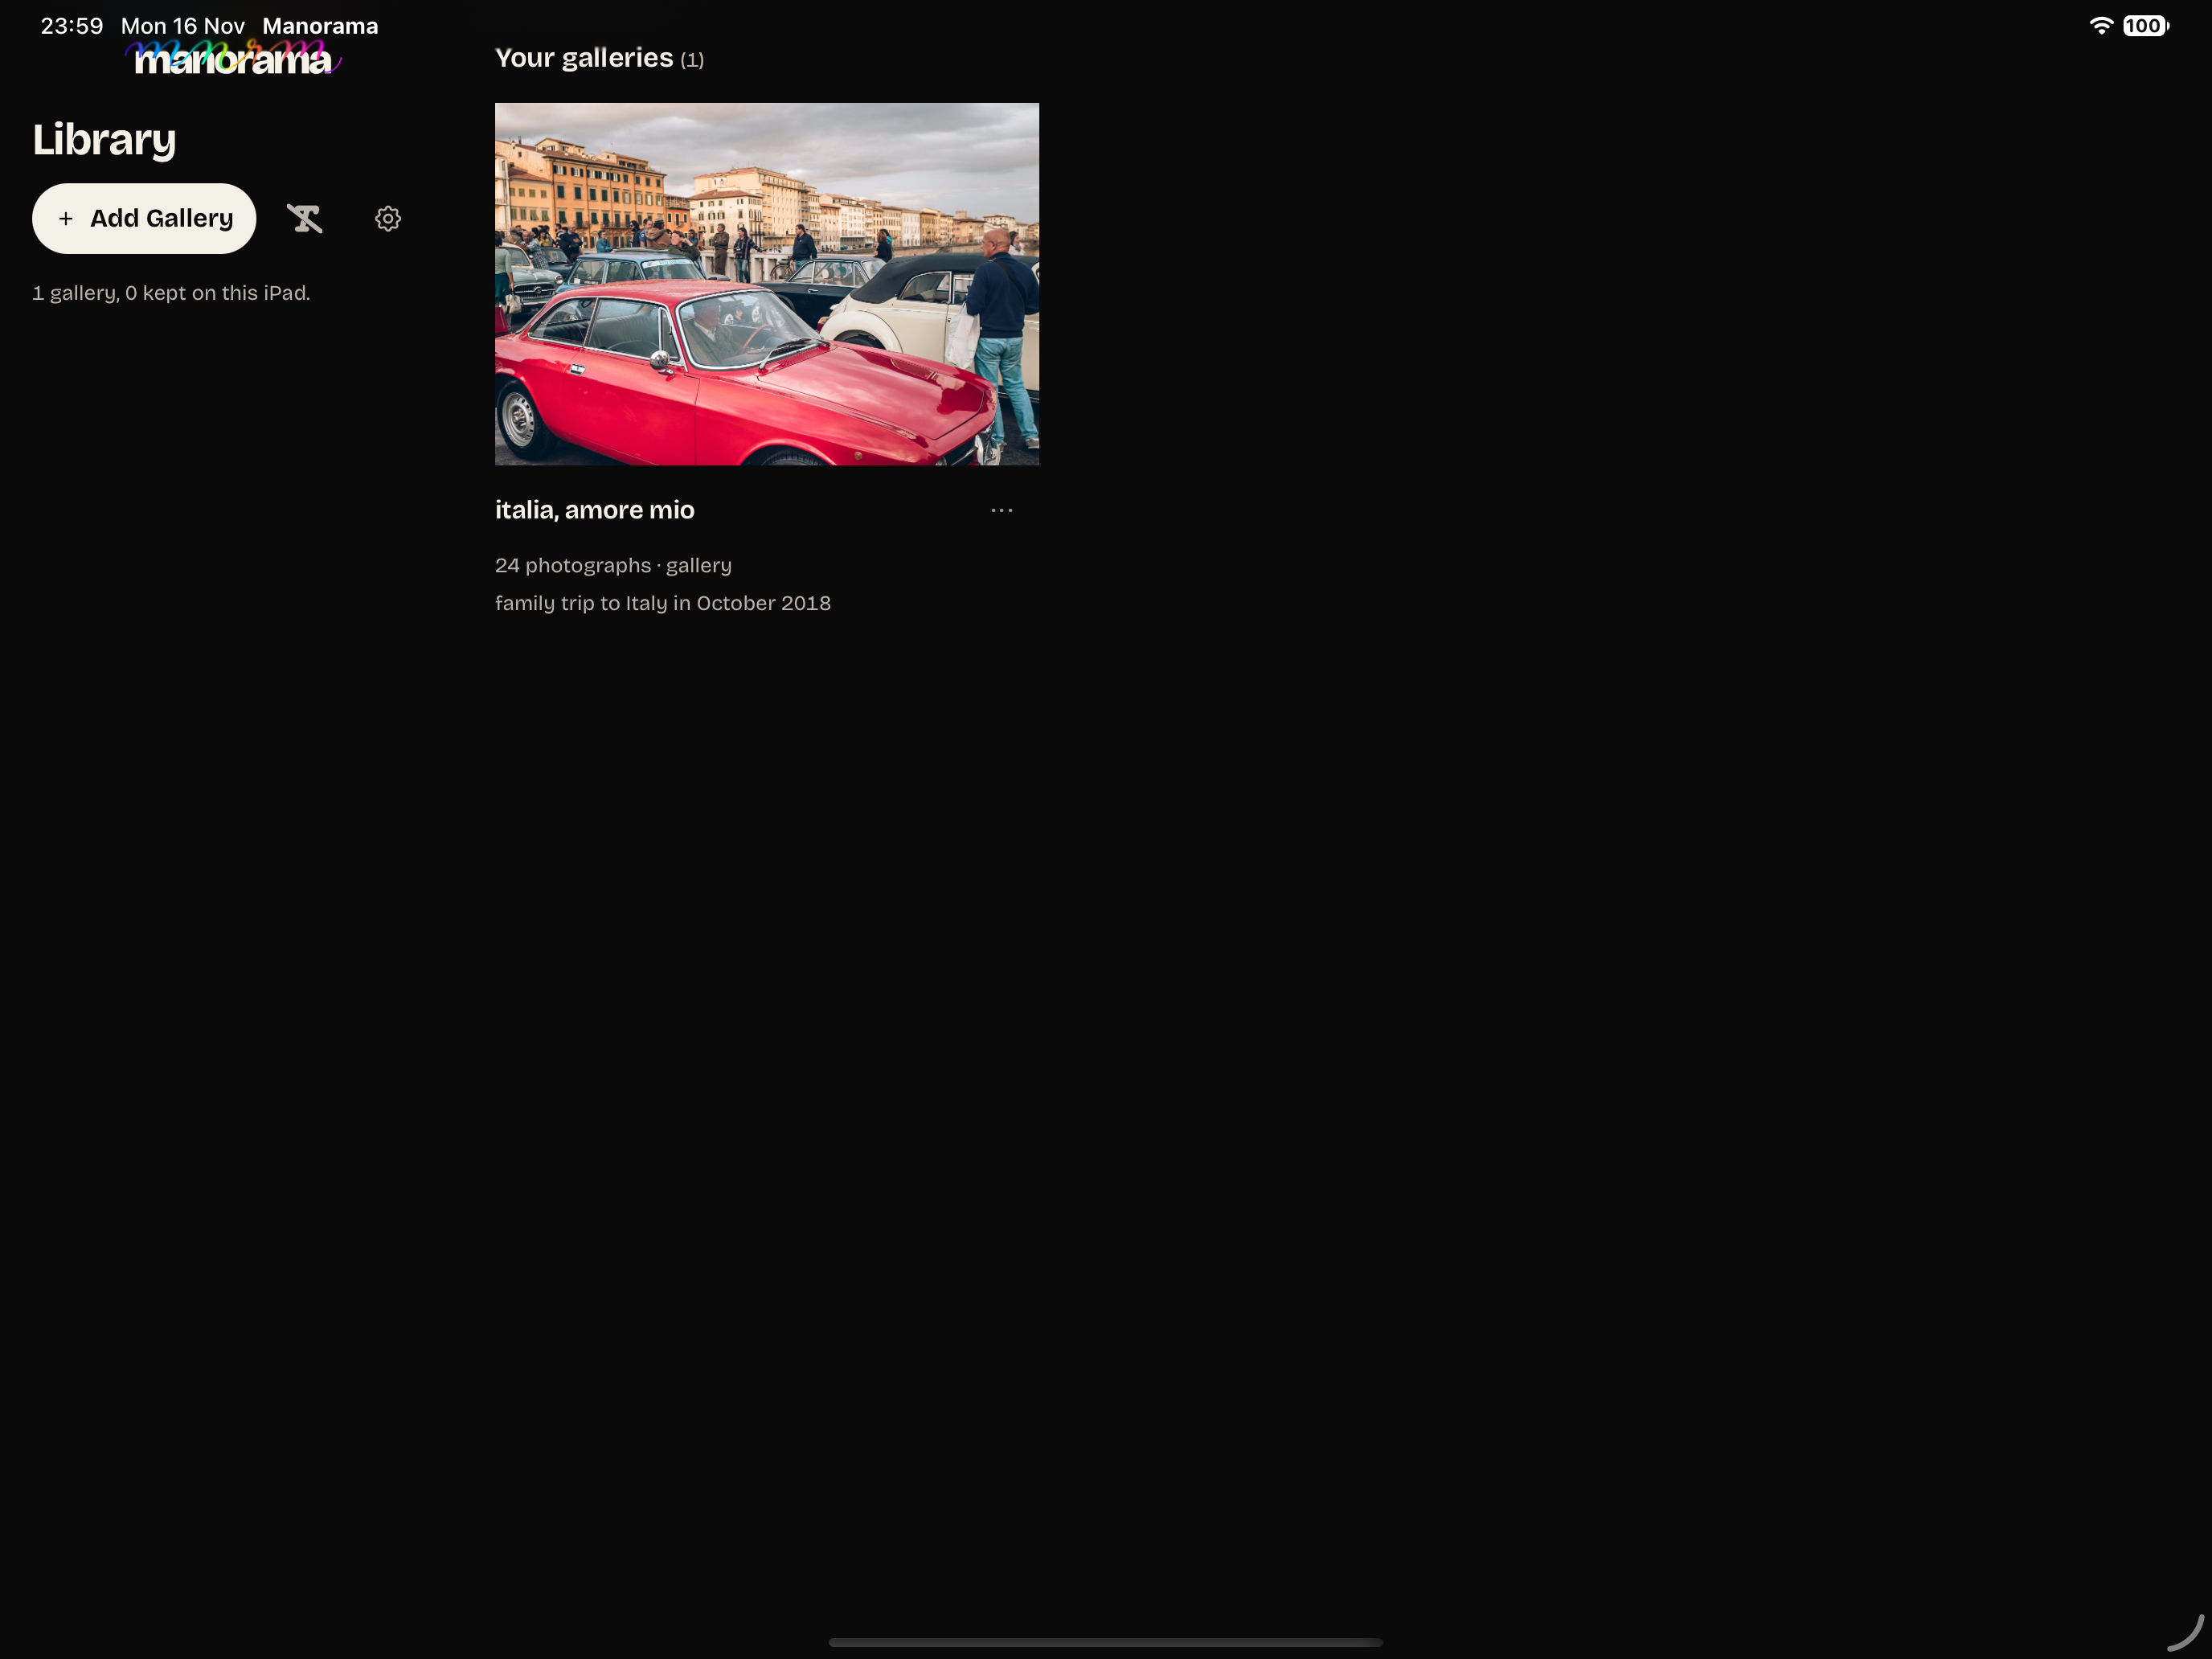 23:59 Mon 16 Nov Manorama
100
manorama
Library
+ Add Gallery
1 gallery, 0 kept on this iPad.
Your galleries (1)
italia, amore mio
24 photographs · gallery
family trip to Italy in October 2018